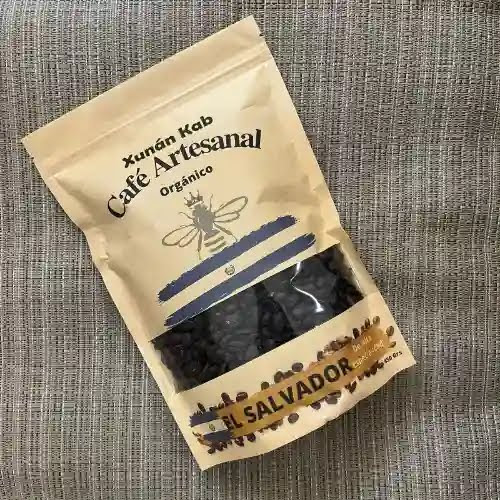 Xunán Kab
Café Artesanal
Orgánico
EL SALVADOR